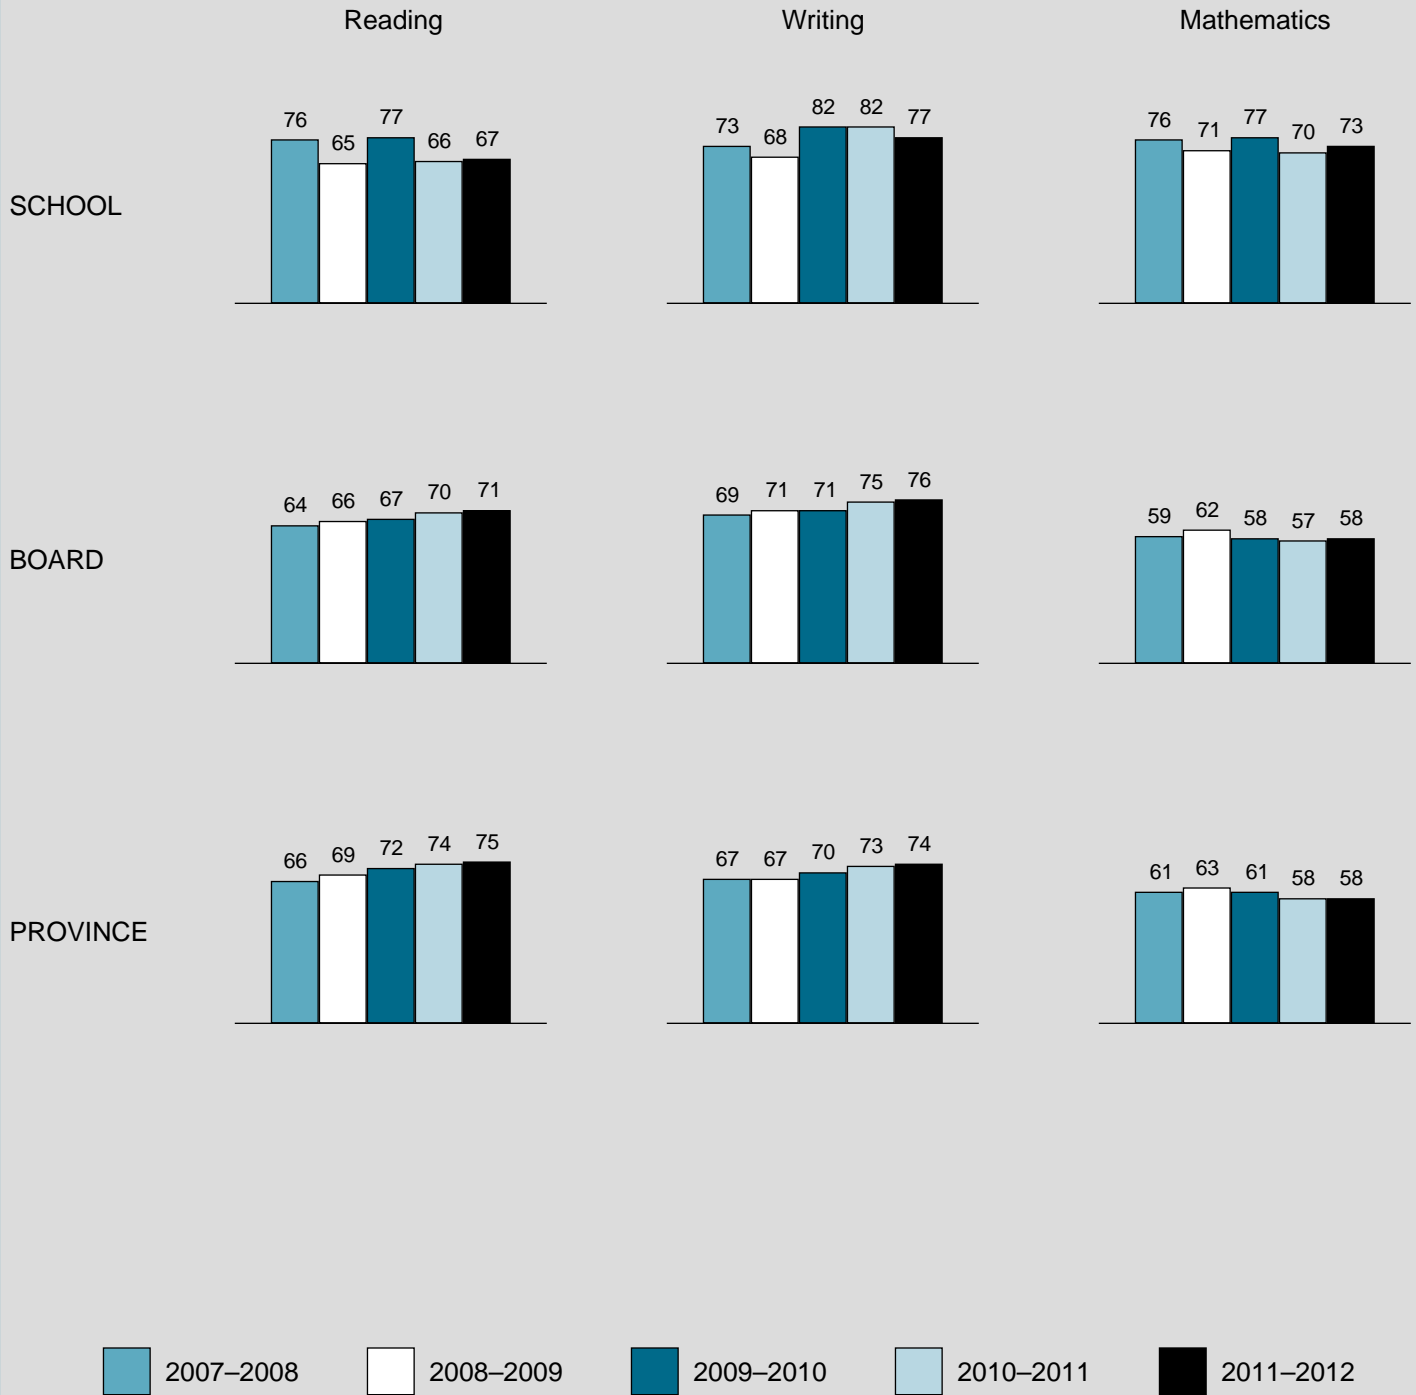 Reading Writing Mathematics
76 65 77 66 67 73 68 82 82 77 76 71 77 70 73
SCHOOL
64 66 67 70 71 69 71 71 75 76 59 62 58 57 58
BOARD
66 69 72 74 75 67 67 70 73 74 61 63 61 58 58
PROVINCE
2007–2008 2008–2009 2009–2010 2010–2011 2011–2012